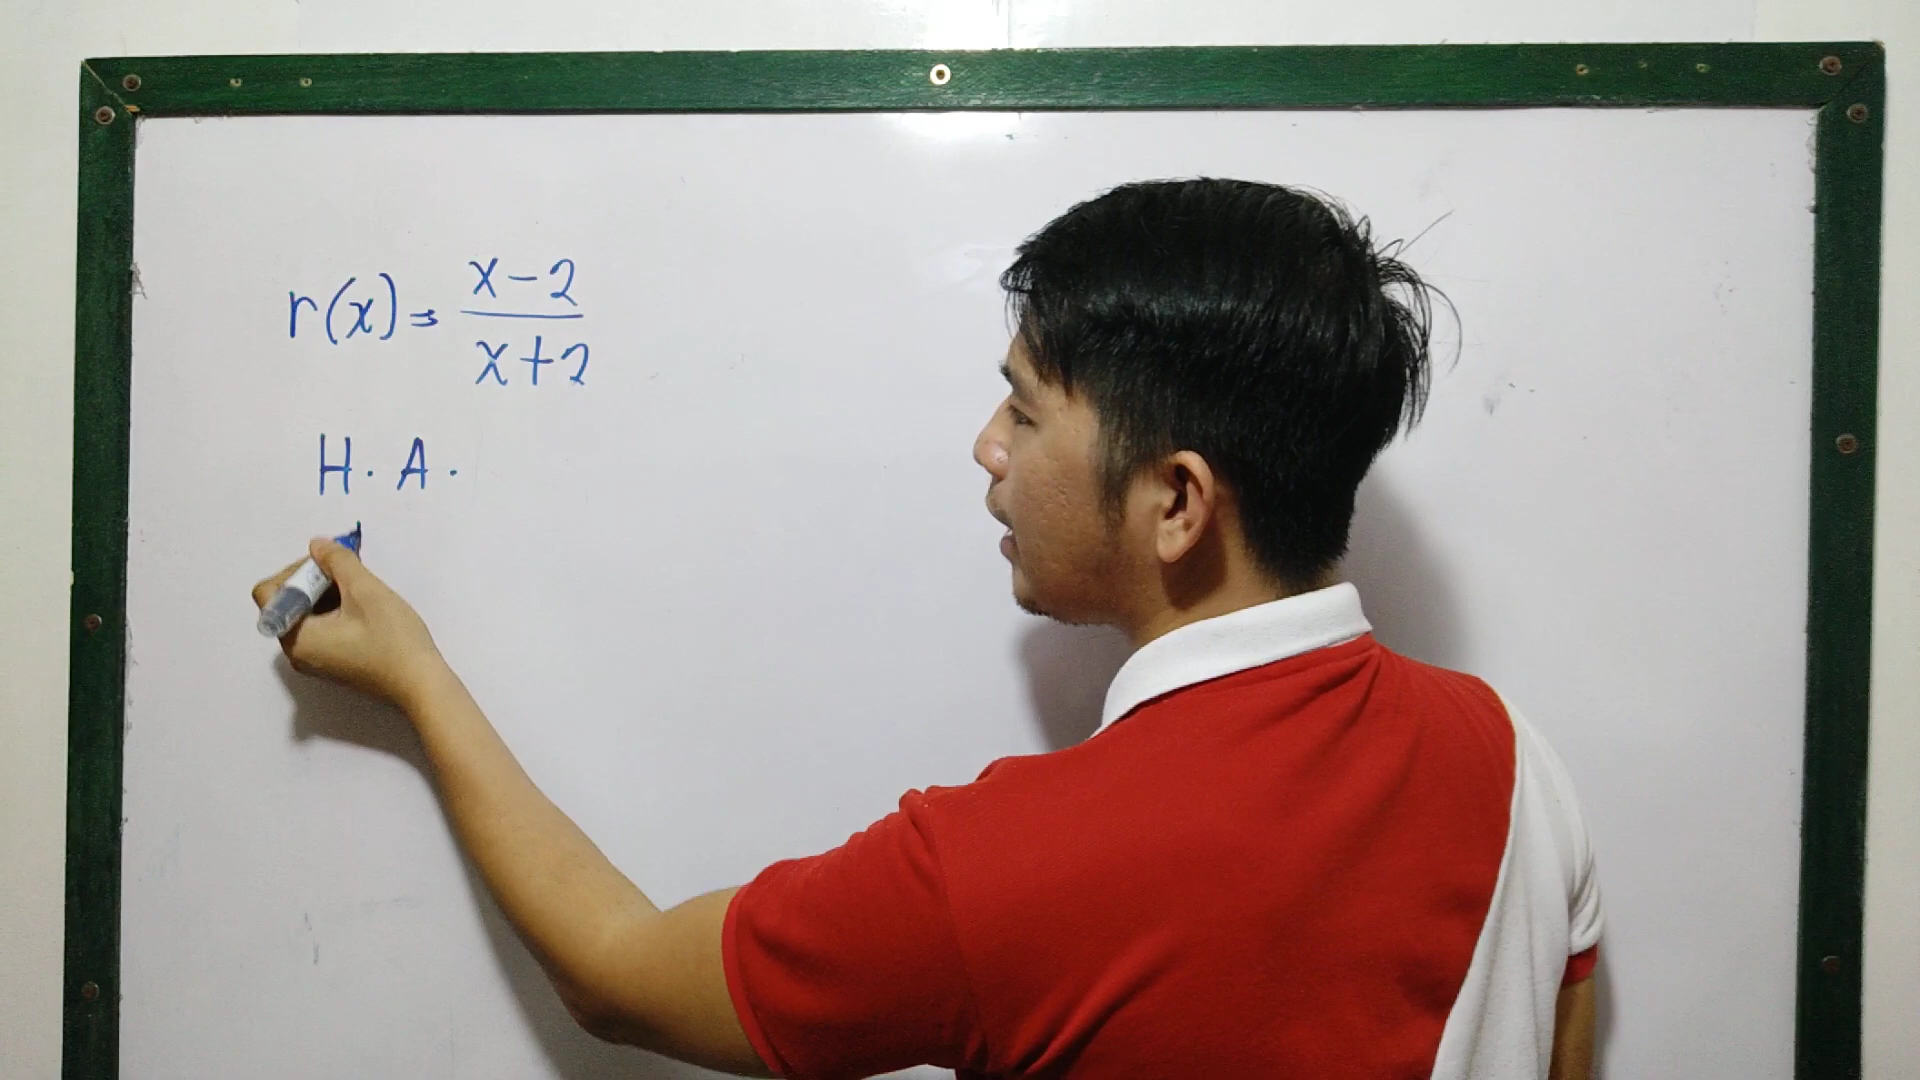 r(x) = x-2 / x+2
H. A.